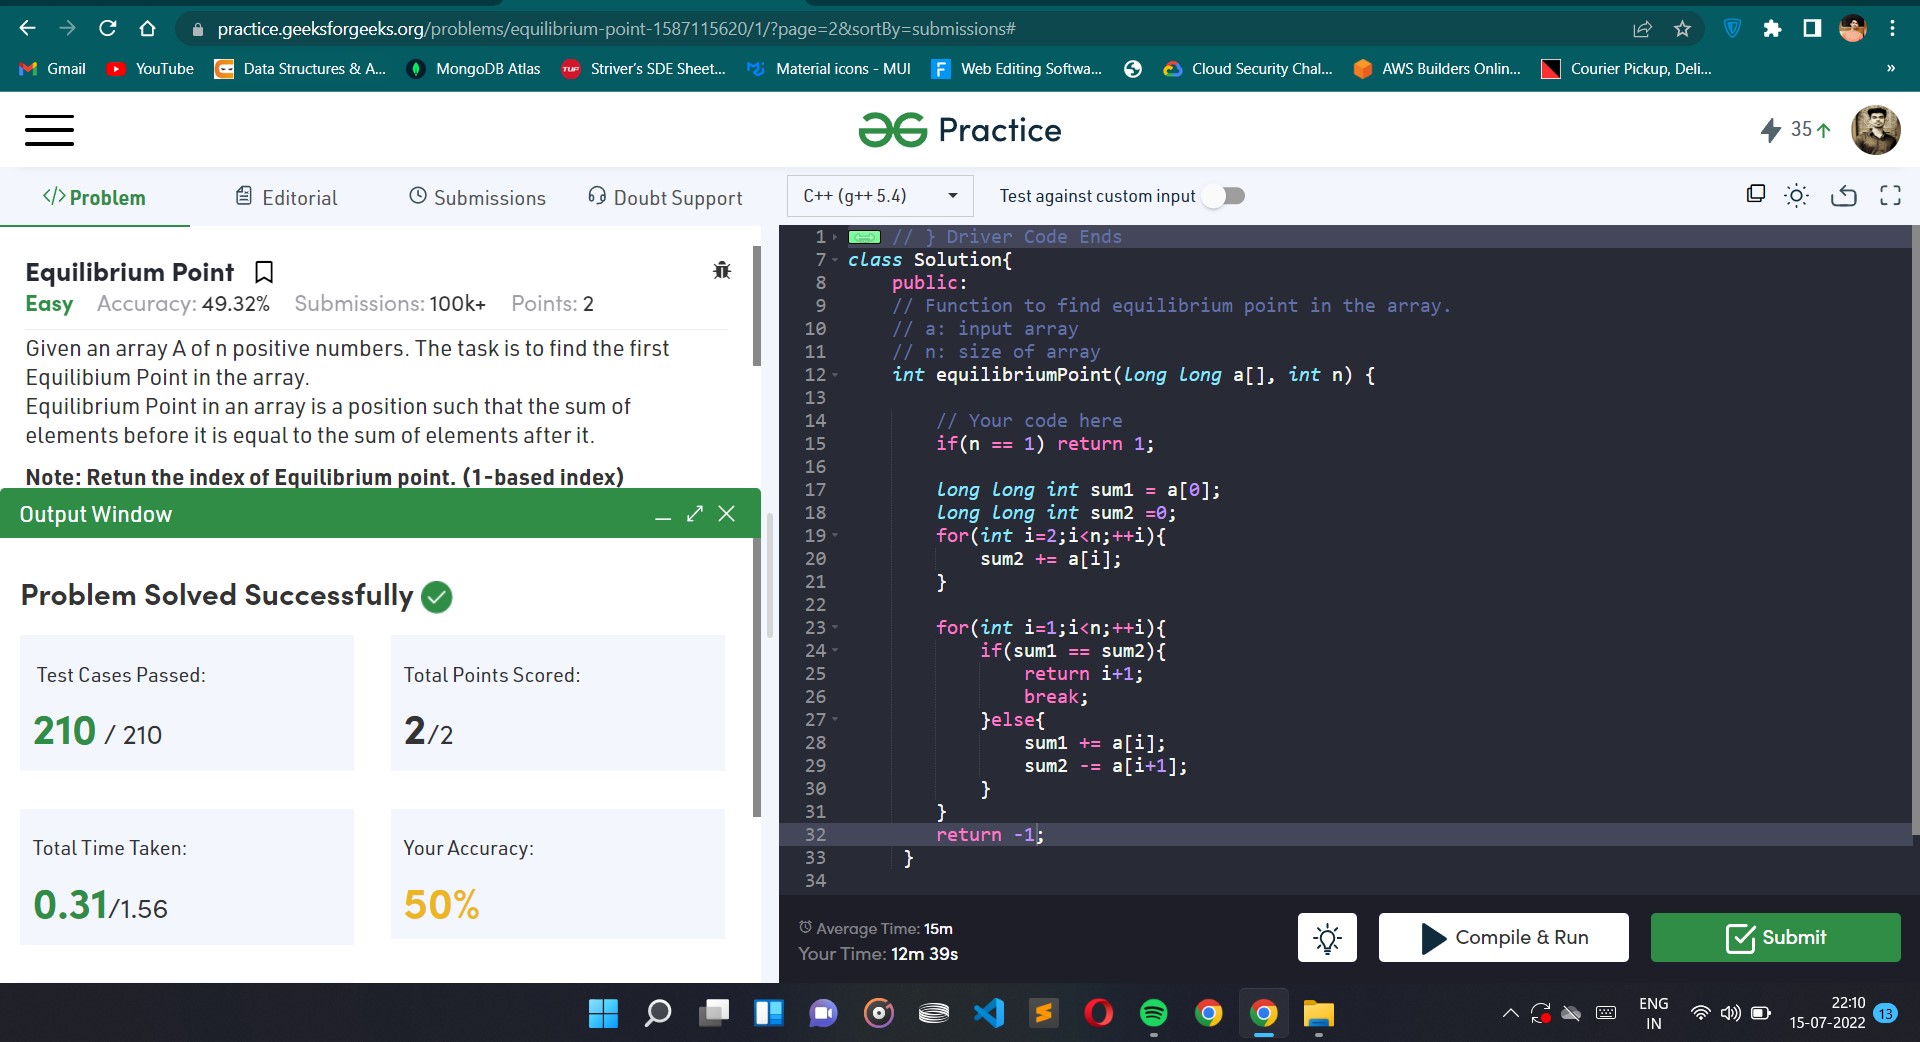 practice.geeksforgeeks.org/problems/equilibrium-point-1587115620/1/?page=2&sortBy=submissions#
Gmail YouTube Data Structures & A... MongoDB Atlas TUF Striver's SDE Sheet... Material icons - MUI Web Editing Softwa... Cloud Security Chal... AWS Builders Onlin... Courier Pickup, Deli... »
Practice 35
</>Problem Editorial Submissions Doubt Support C++ (g++ 5.4) Test against custom input
Equilibrium Point
Easy Accuracy: 49.32% Submissions: 100k+ Points: 2
Given an array A of n positive numbers. The task is to find the first
Equilibium Point in the array.
Equilibrium Point in an array is a position such that the sum of
elements before it is equal to the sum of elements after it.
Note: Retun the index of Equilibrium point. (1-based index)
Output Window
Problem Solved Successfully
Test Cases Passed:
210 / 210
Total Points Scored:
2/2
Total Time Taken:
0.31/1.56
Your Accuracy:
50%
1 // } Driver Code Ends
7 class Solution{
8 public:
9 // Function to find equilibrium point in the array.
10 // a: input array
11 // n: size of array
12 int equilibriumPoint(long long a[], int n) {
13
14 // Your code here
15 if(n == 1) return 1;
16
17 long long int sum1 = a[0];
18 long long int sum2 =0;
19 for(int i=2;i<n;++i){
20 sum2 += a[i];
21 }
22
23 for(int i=1;i<n;++i){
24 if(sum1 == sum2){
25 return i+1;
26 break;
27 }else{
28 sum1 += a[i];
29 sum2 -= a[i+1];
30 }
31 }
32 return -1;
33 }
34
Average Time: 15m
Your Time: 12m 39s
Compile & Run
Submit
ENG
IN
22:10
15-07-2022
13